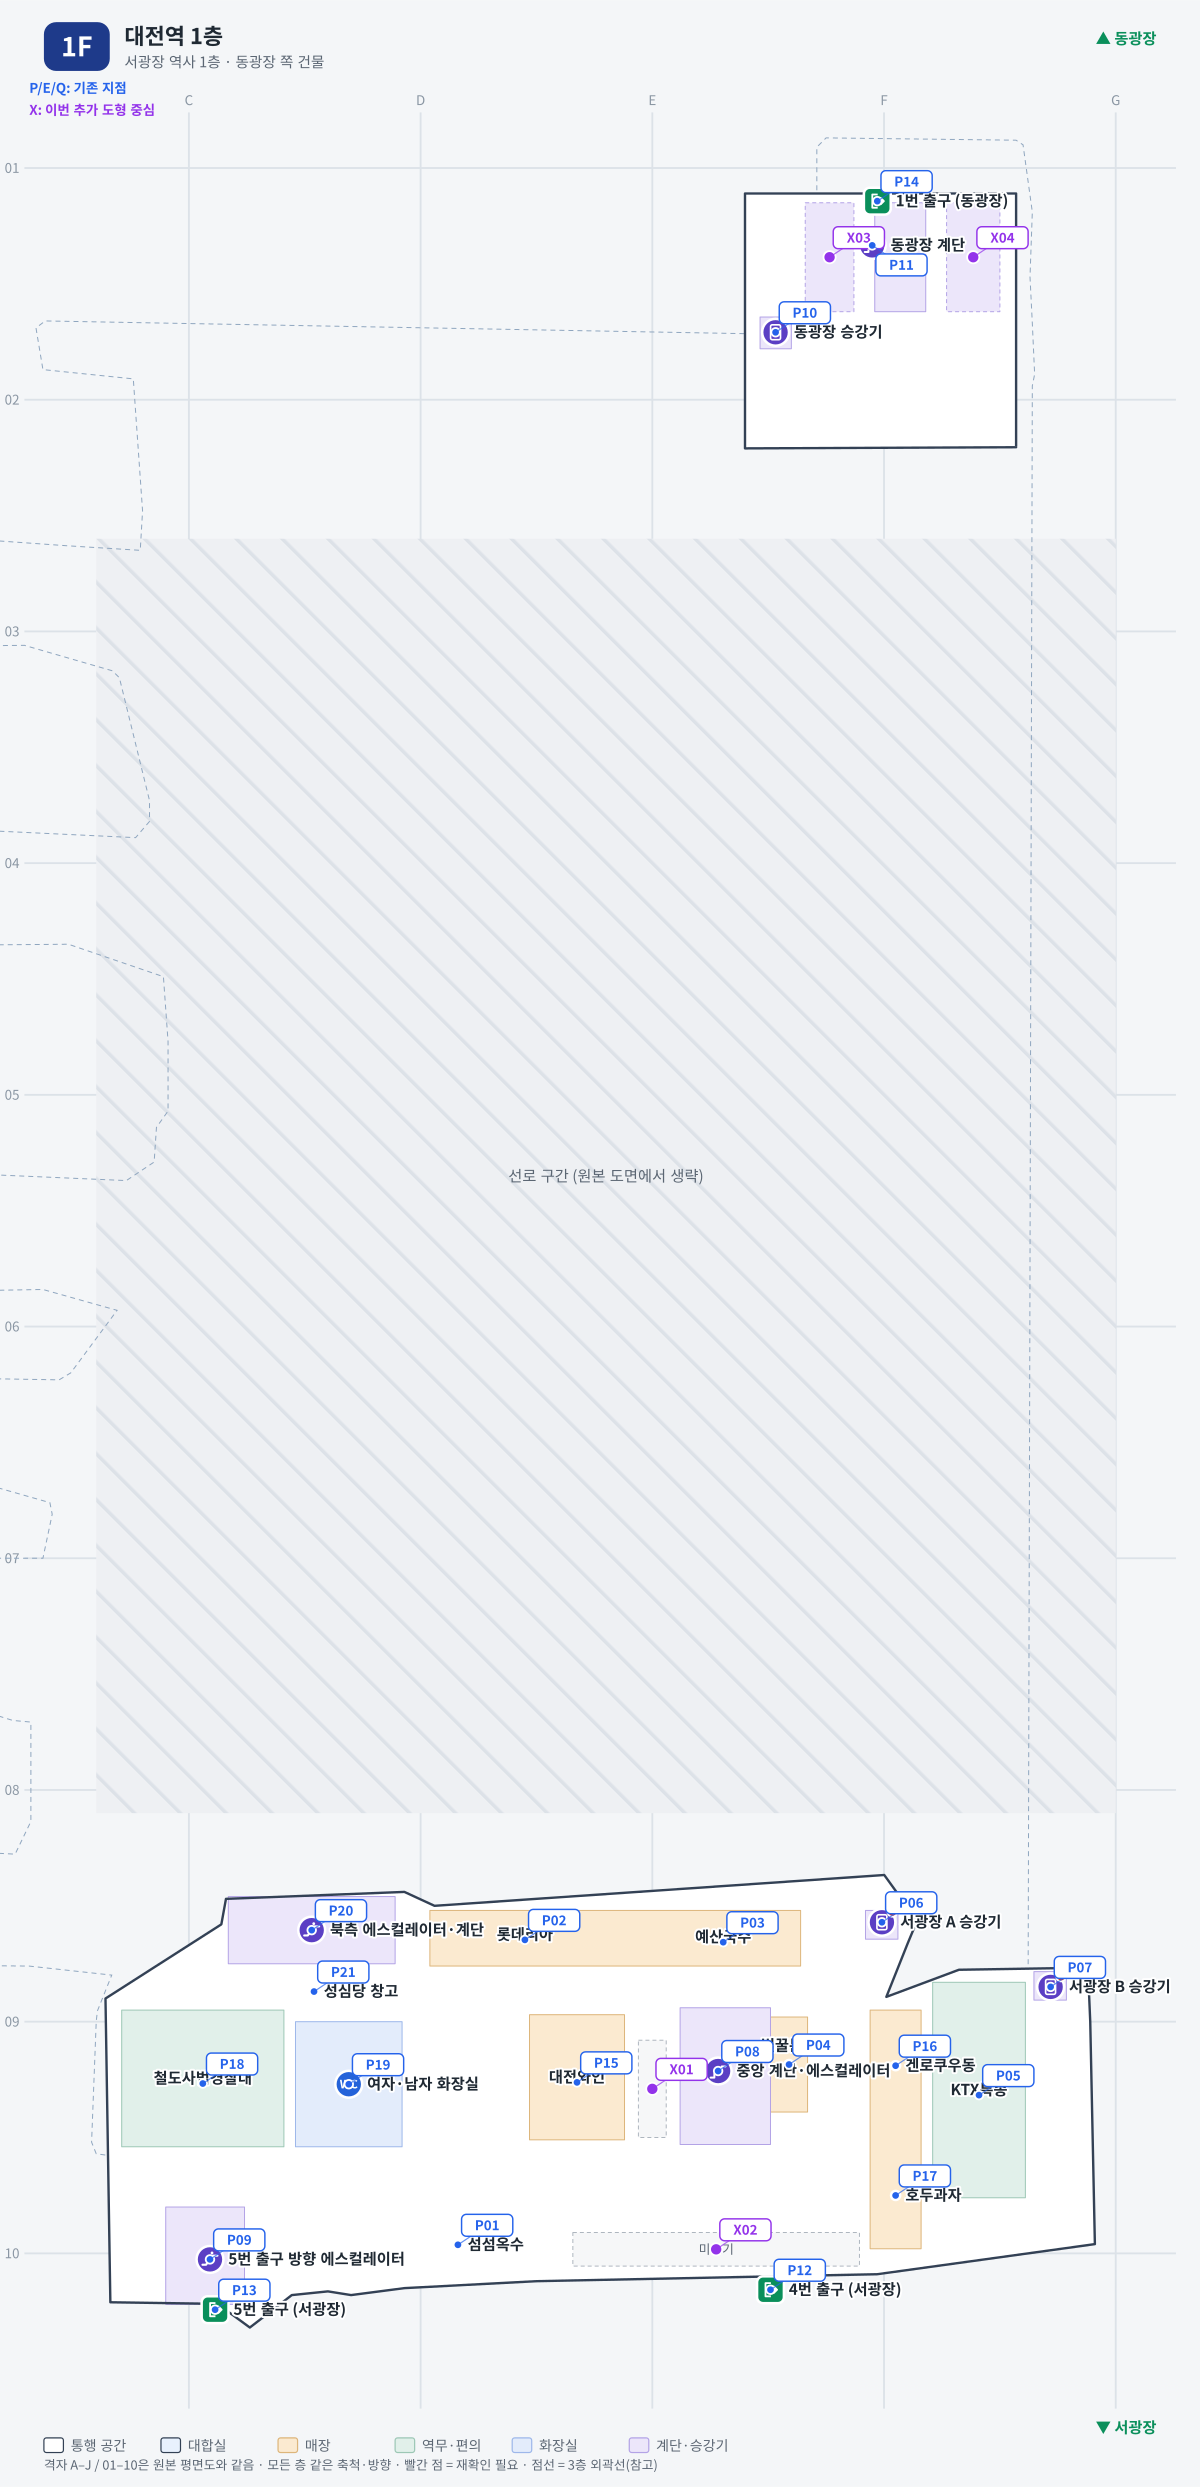 1F
대전역 1층
서광장 역사 1층 · 동광장 쪽 건물
▲ 동광장
P/E/Q: 기존 지점
X: 이번 추가 도형 중심
C D E F G
01
P14
1번 출구 (동광장)
X03
동광장 계단
X04
P11
P10
동광장 승강기
02
03
04
05
선로 구간 (원본 도면에서 생략)
06
07
08
P06
서광장 A 승강기
P20
북측 에스컬레이터·계단
P02
P03
P07
서광장 B 승강기
P21
성심당 창고
09
P18
P19
여자·남자 화장실
P15
X01
P08
중앙 계단·에스컬레이터
P04
P16
겐로쿠우동
P05
P17
호두과자
P01
섬섬옥수
X02
10
P09
5번 출구 방향 에스컬레이터
P12
4번 출구 (서광장)
P13
5번 출구 (서광장)
▼ 서광장
통행 공간 대합실 매장 역무·편의 화장실 계단·승강기
격자 A–J / 01–10은 원본 평면도와 같음 · 모든 층 같은 축척·방향 · 빨간 점 = 재확인 필요 · 점선 = 3층 외곽선(참고)